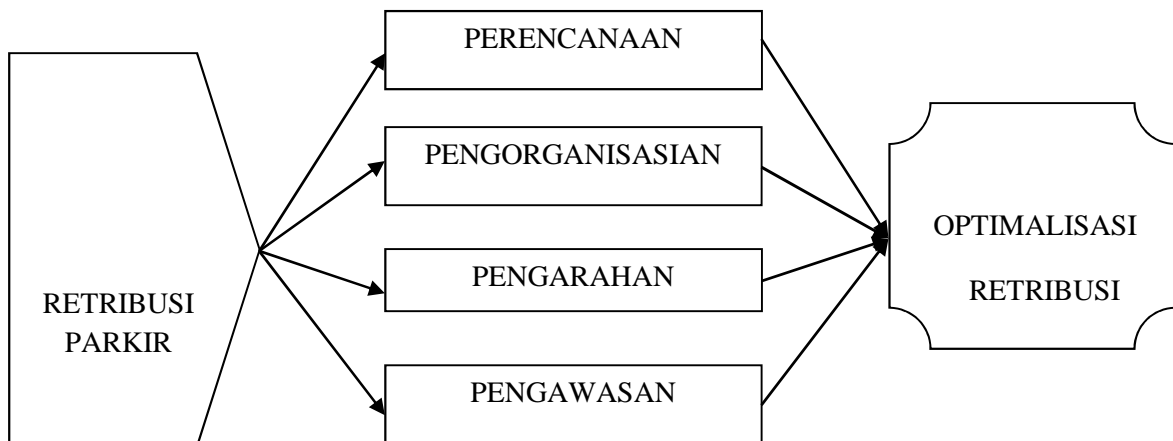 RETRIBUSI
PARKIR
PERENCANAAN
PENGORGANISASIAN
PENGARAHAN
PENGAWASAN
OPTIMALISASI
RETRIBUSI